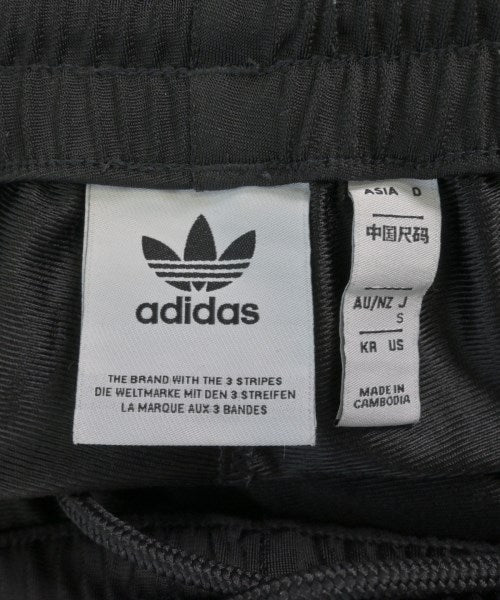 adidas
THE BRAND WITH THE 3 STRIPES
DIE WELTMARKE MIT DEN 3 STREIFEN
LA MARQUE AUX 3 BANDES
ASIA D
中国尺码
AU/NZ J
S
KR US
MADE IN
CAMBODIA